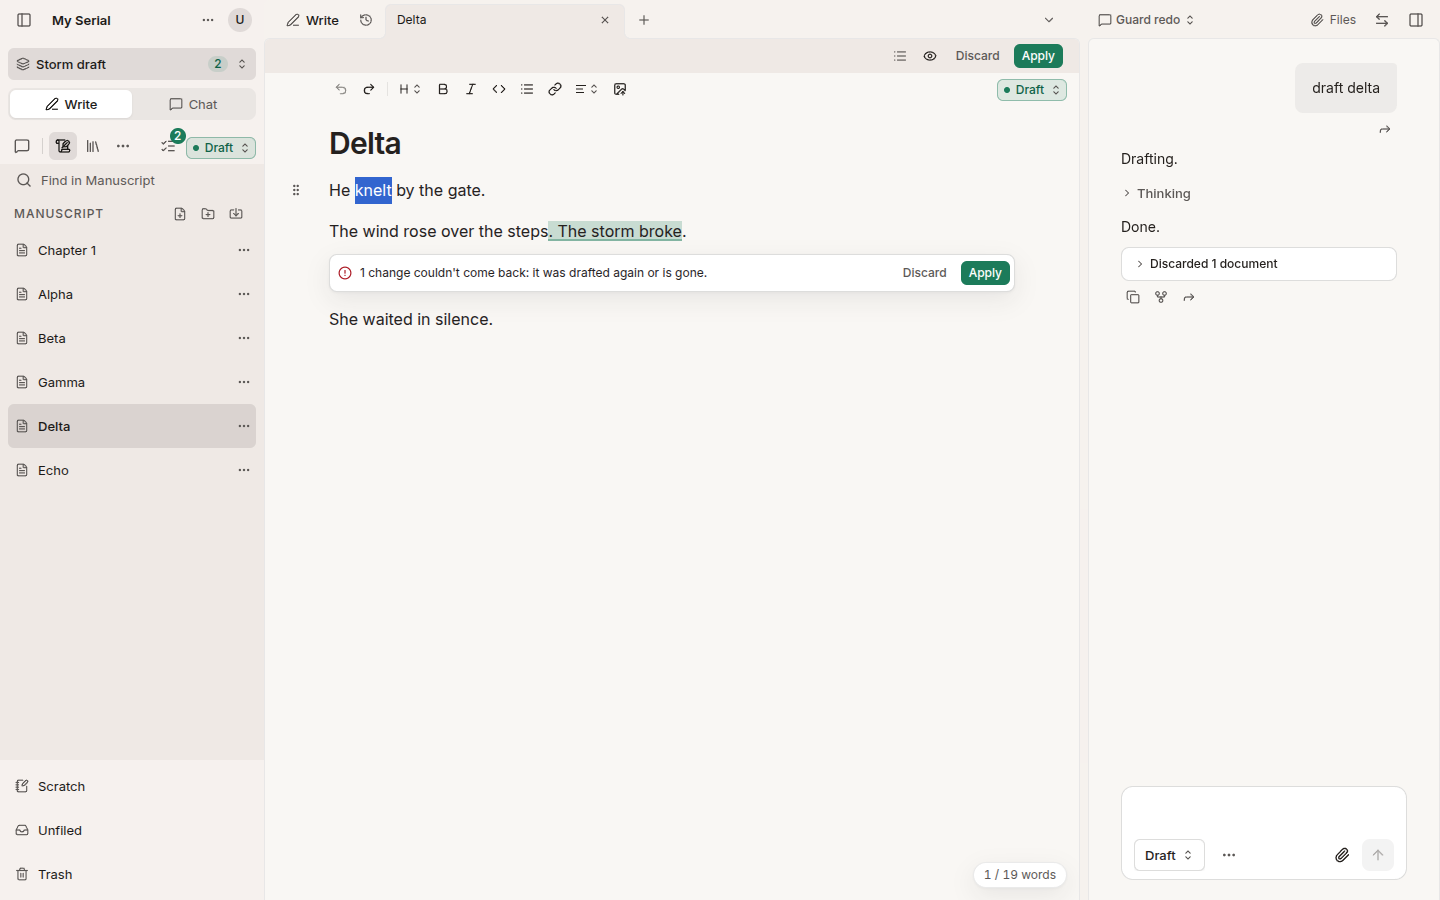 My Serial
U
Storm draft
2
Write
Chat
2
Draft
Find in Manuscript
MANUSCRIPT
Chapter 1
Alpha
Beta
Gamma
Delta
Echo
Scratch
Unfiled
Trash
Write
Delta
Discard
Apply
H
B
I
Draft
Delta
He knelt by the gate.
The wind rose over the steps. The storm broke.
1 change couldn't come back: it was drafted again or is gone.
Discard
Apply
She waited in silence.
1 / 19 words
Guard redo
Files
draft delta
Drafting.
Thinking
Done.
Discarded 1 document
Draft